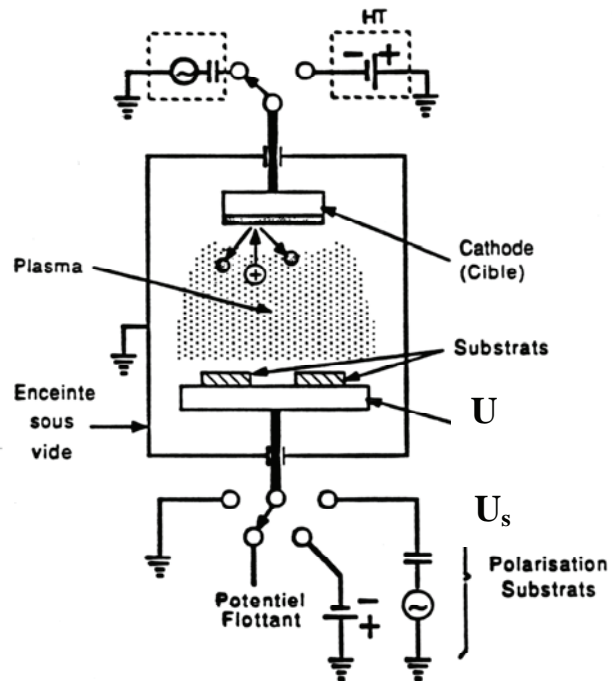 HT
- +
Cathode
(Cible)
Plasma
+
Substrats
U
Enceinte
sous
vide
Us
Polarisation
Substrats
Potentiel
Flottant
-
+